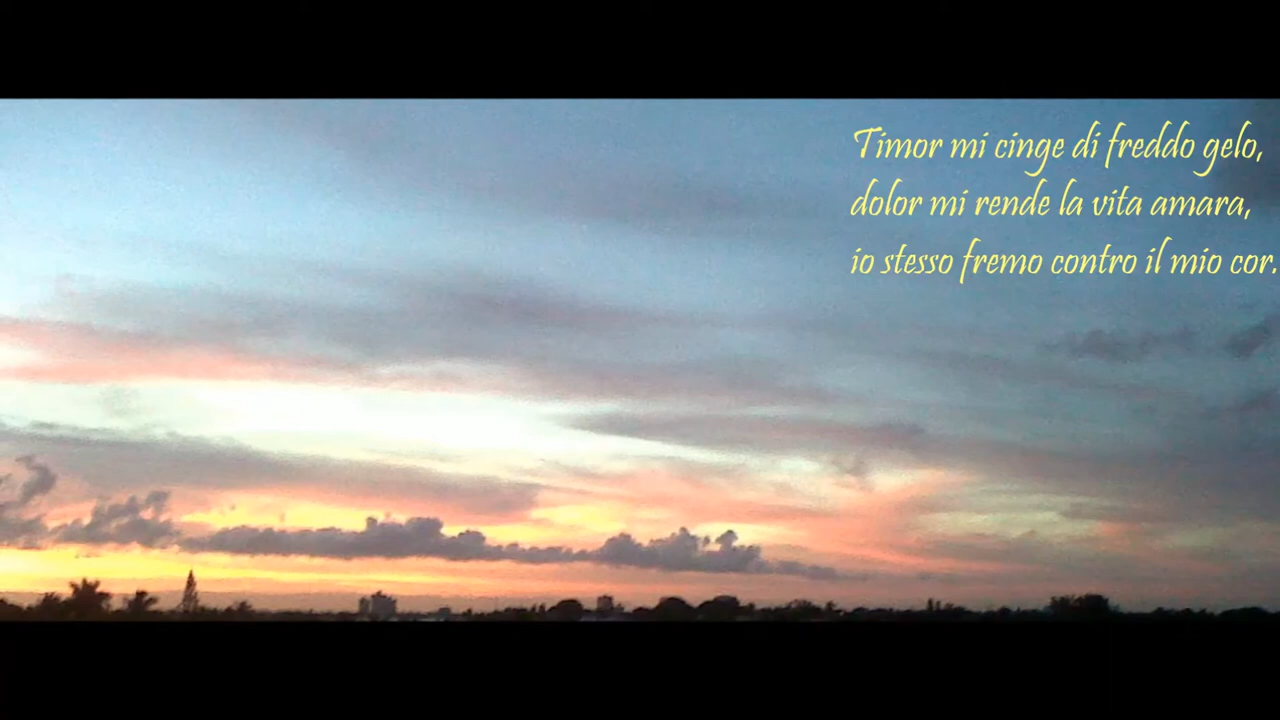 Timor mi cinge di freddo gelo,
dolor mi rende la vita amara,
io stesso fremo contro il mio cor.